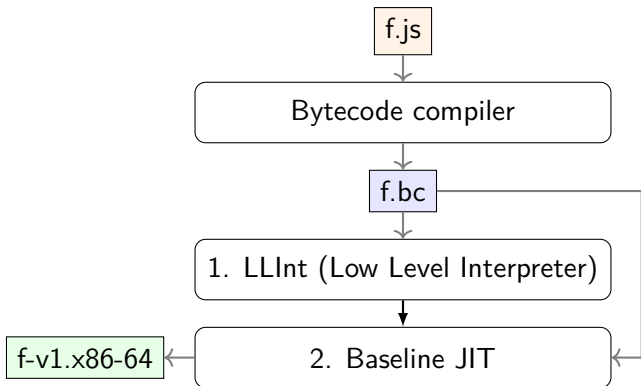 f.js
Bytecode compiler
f.bc
1. LLInt (Low Level Interpreter)
f-v1.x86-64
2. Baseline JIT